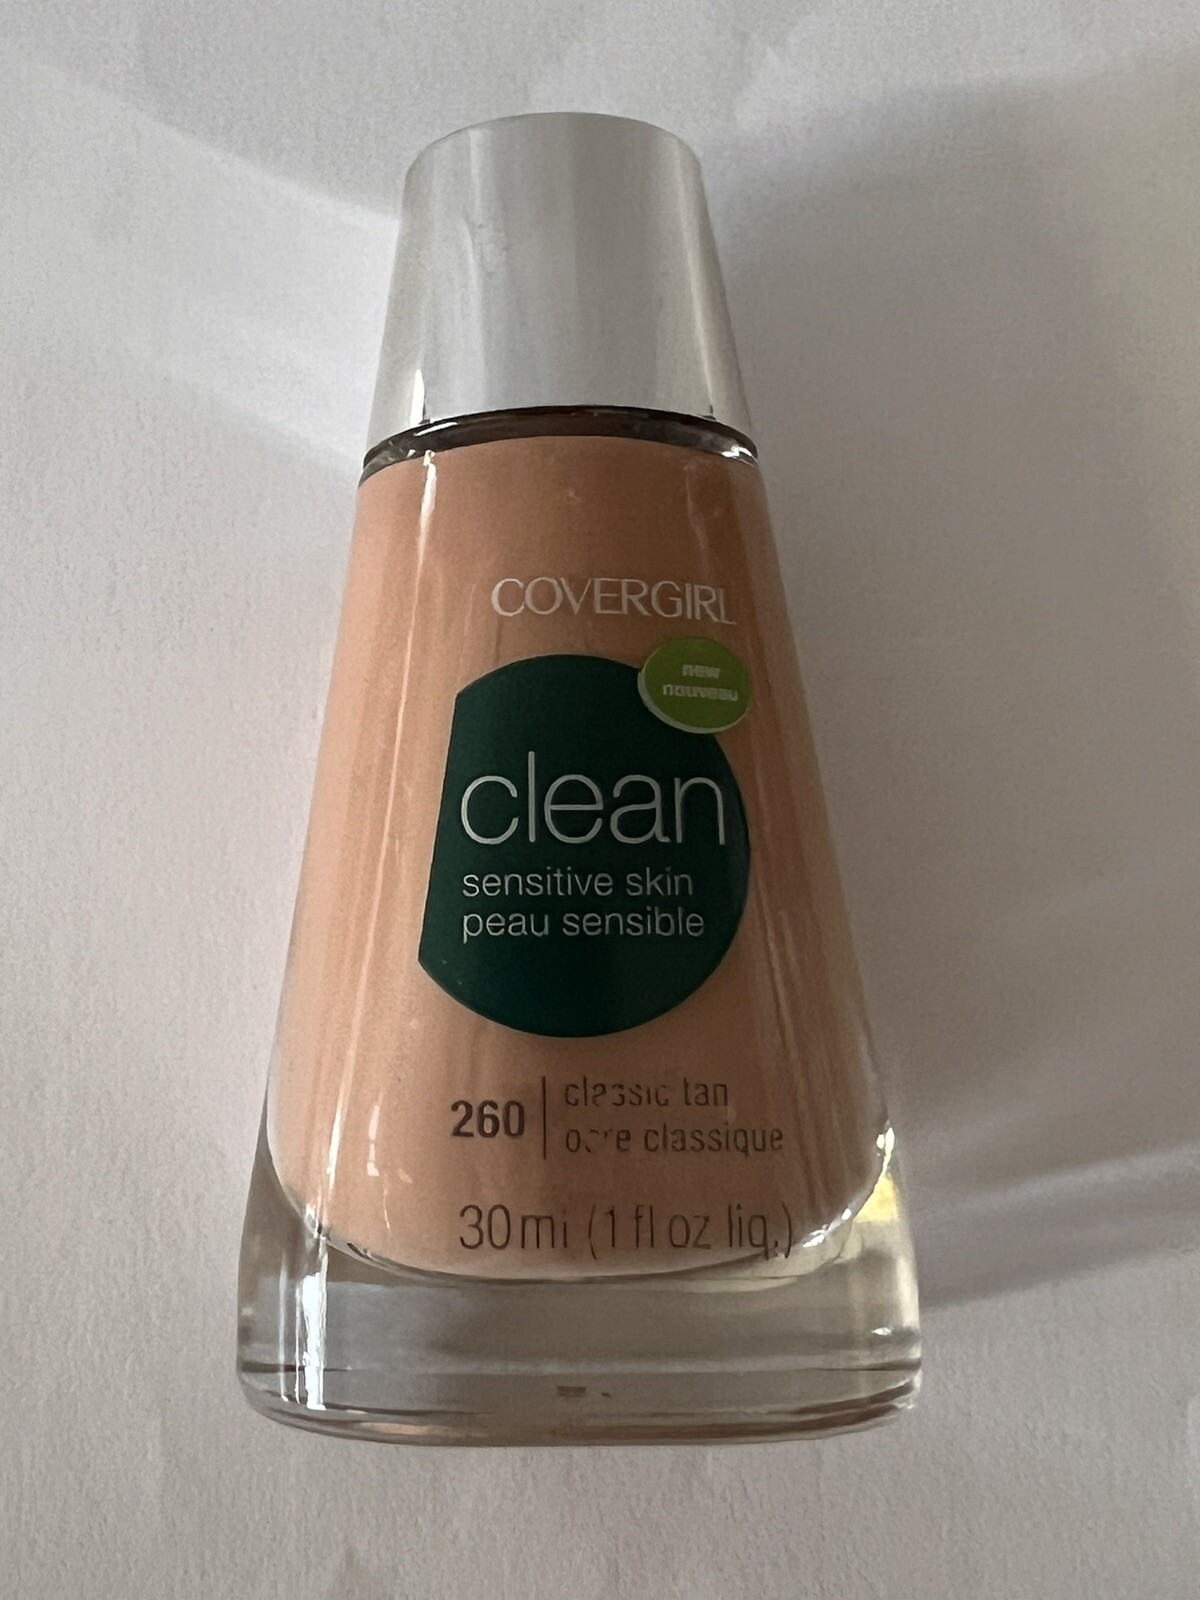 COVERGIRL
new
nouveau
clean
sensitive skin
peau sensible
260
classic tan
ocre classique
30ml (1 fl oz liq.)